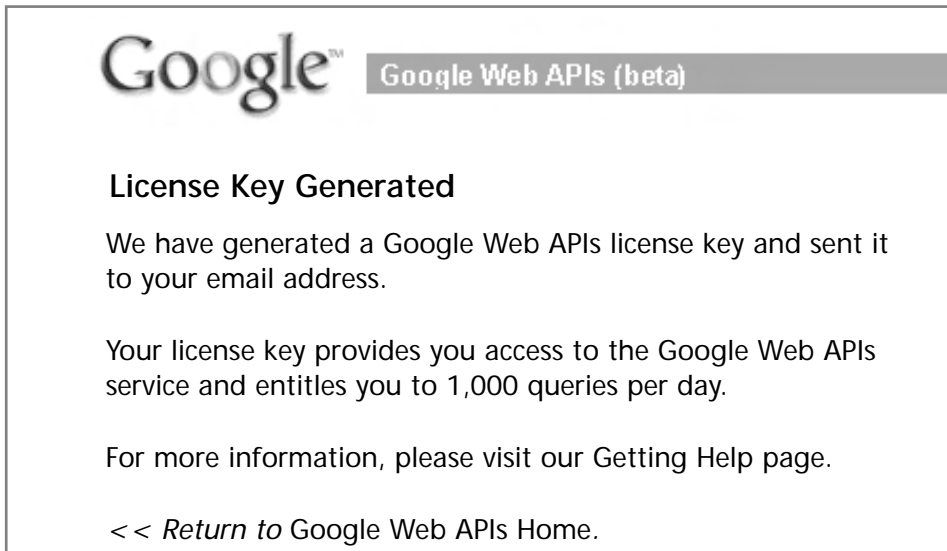 Google™ Google Web APIs (beta)
License Key Generated
We have generated a Google Web APIs license key and sent it
to your email address.
Your license key provides you access to the Google Web APIs
service and entitles you to 1,000 queries per day.
For more information, please visit our Getting Help page.
<< Return to Google Web APIs Home.